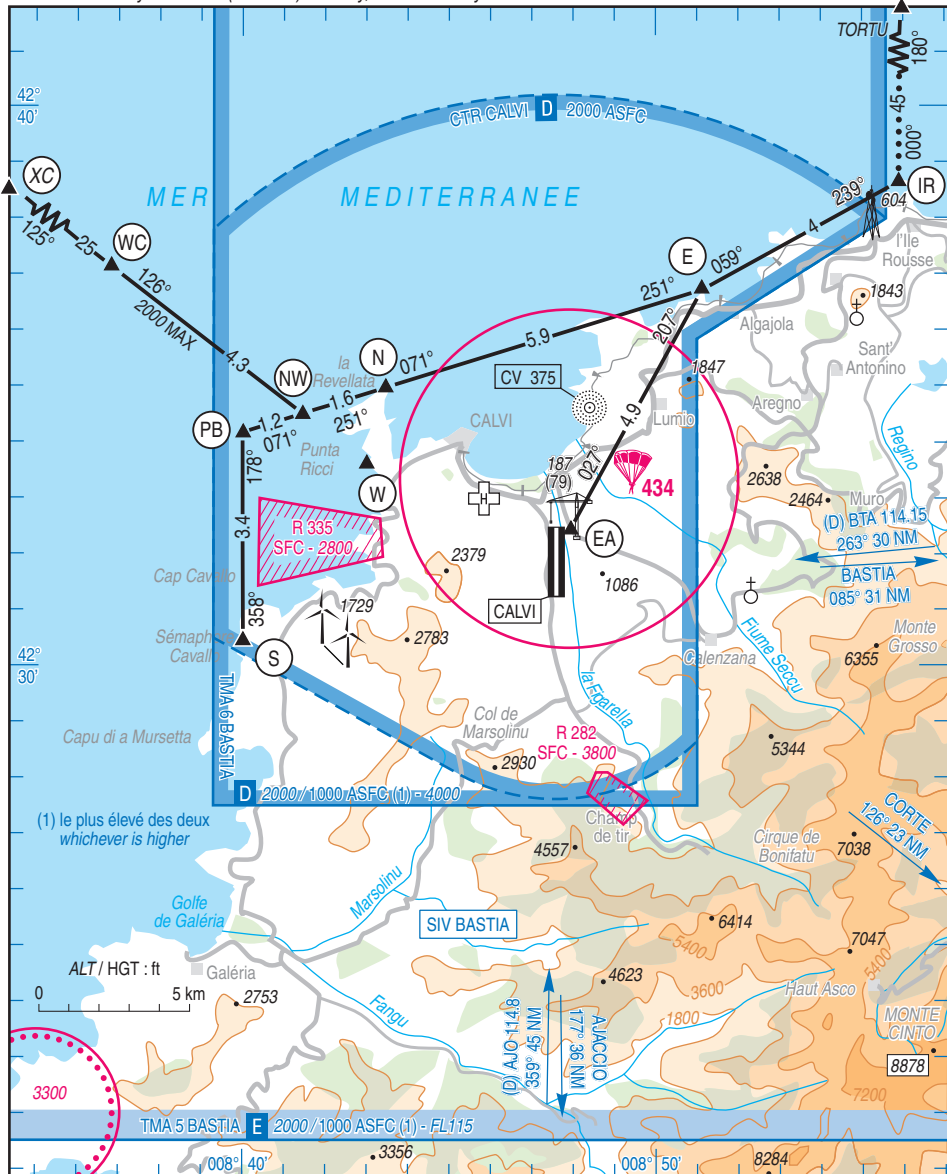 TORTU
180°
42°
40'
CTR CALVI D 2000 ASFC
45
000°
XC
MER MEDITERRANEE
239°
IR
604
125°
25
WC
4
l'Ile
Rousse
126°
2000 MAX
E
059°
251°
1843
207°
Algajola
4.3
la
Revellata
N
071°
5.9
Sant'
Antonino
NW
CV 375
1847
1.6
251°
Aregno
PB
1.2
071°
CALVI
Lumio
4.9
Regino
178°
Punta
Ricci
187
(79)
027°
434
2638
W
H
2464
Muro
R 335
SFC - 2800
(D) BTA 114.15
263° 30 NM
3.4
EA
BASTIA
085° 31 NM
Cap Cavallo
2379
1086
358°
1729
CALVI
Sémaph
Cavallo
2783
Fiume Seccu
Monte
Grosso
6355
S
Calenzana
42°
30'
la Figarella
TMA 6 BASTIA
Capu di a Mursetta
Col de
Marsolinu
R 282
SFC - 3800
5344
2930
D 2000 / 1000 ASFC (1) - 4000
(1) le plus élevé des deux
whichever is higher
Champ
de tir
CORTE
126° 23 NM
4557
Cirque de
Bonifatu
7038
Marsolinu
Golfe
de Galéria
SIV BASTIA
6414
5400
7047
5400
ALT / HGT : ft
Galéria
4623
0 5 km
2753
3600
Haut Asco
Fangu
1800
MONTE
CINTO
(D) AJO 114.8
359° 45 NM
AJACCIO
177° 36 NM
8878
3300
7200
TMA 5 BASTIA E 2000 / 1000 ASFC (1) - FL115
008° 40'
3356
008° 50'
8284